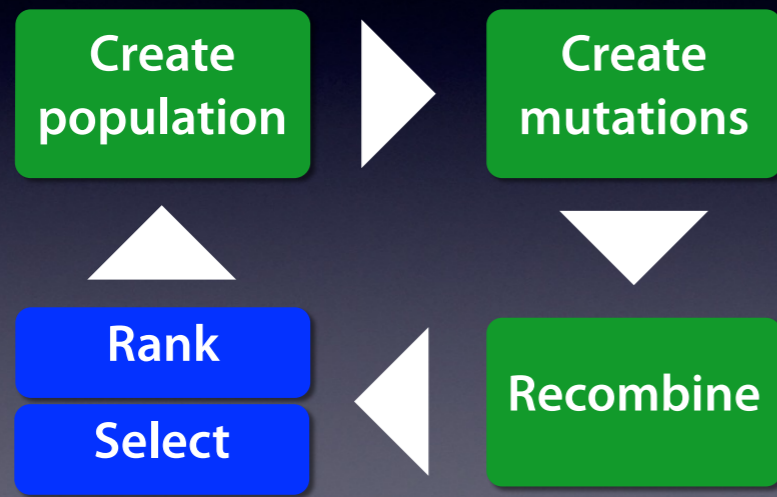 Create
population
Create
mutations
Rank
Select
Recombine